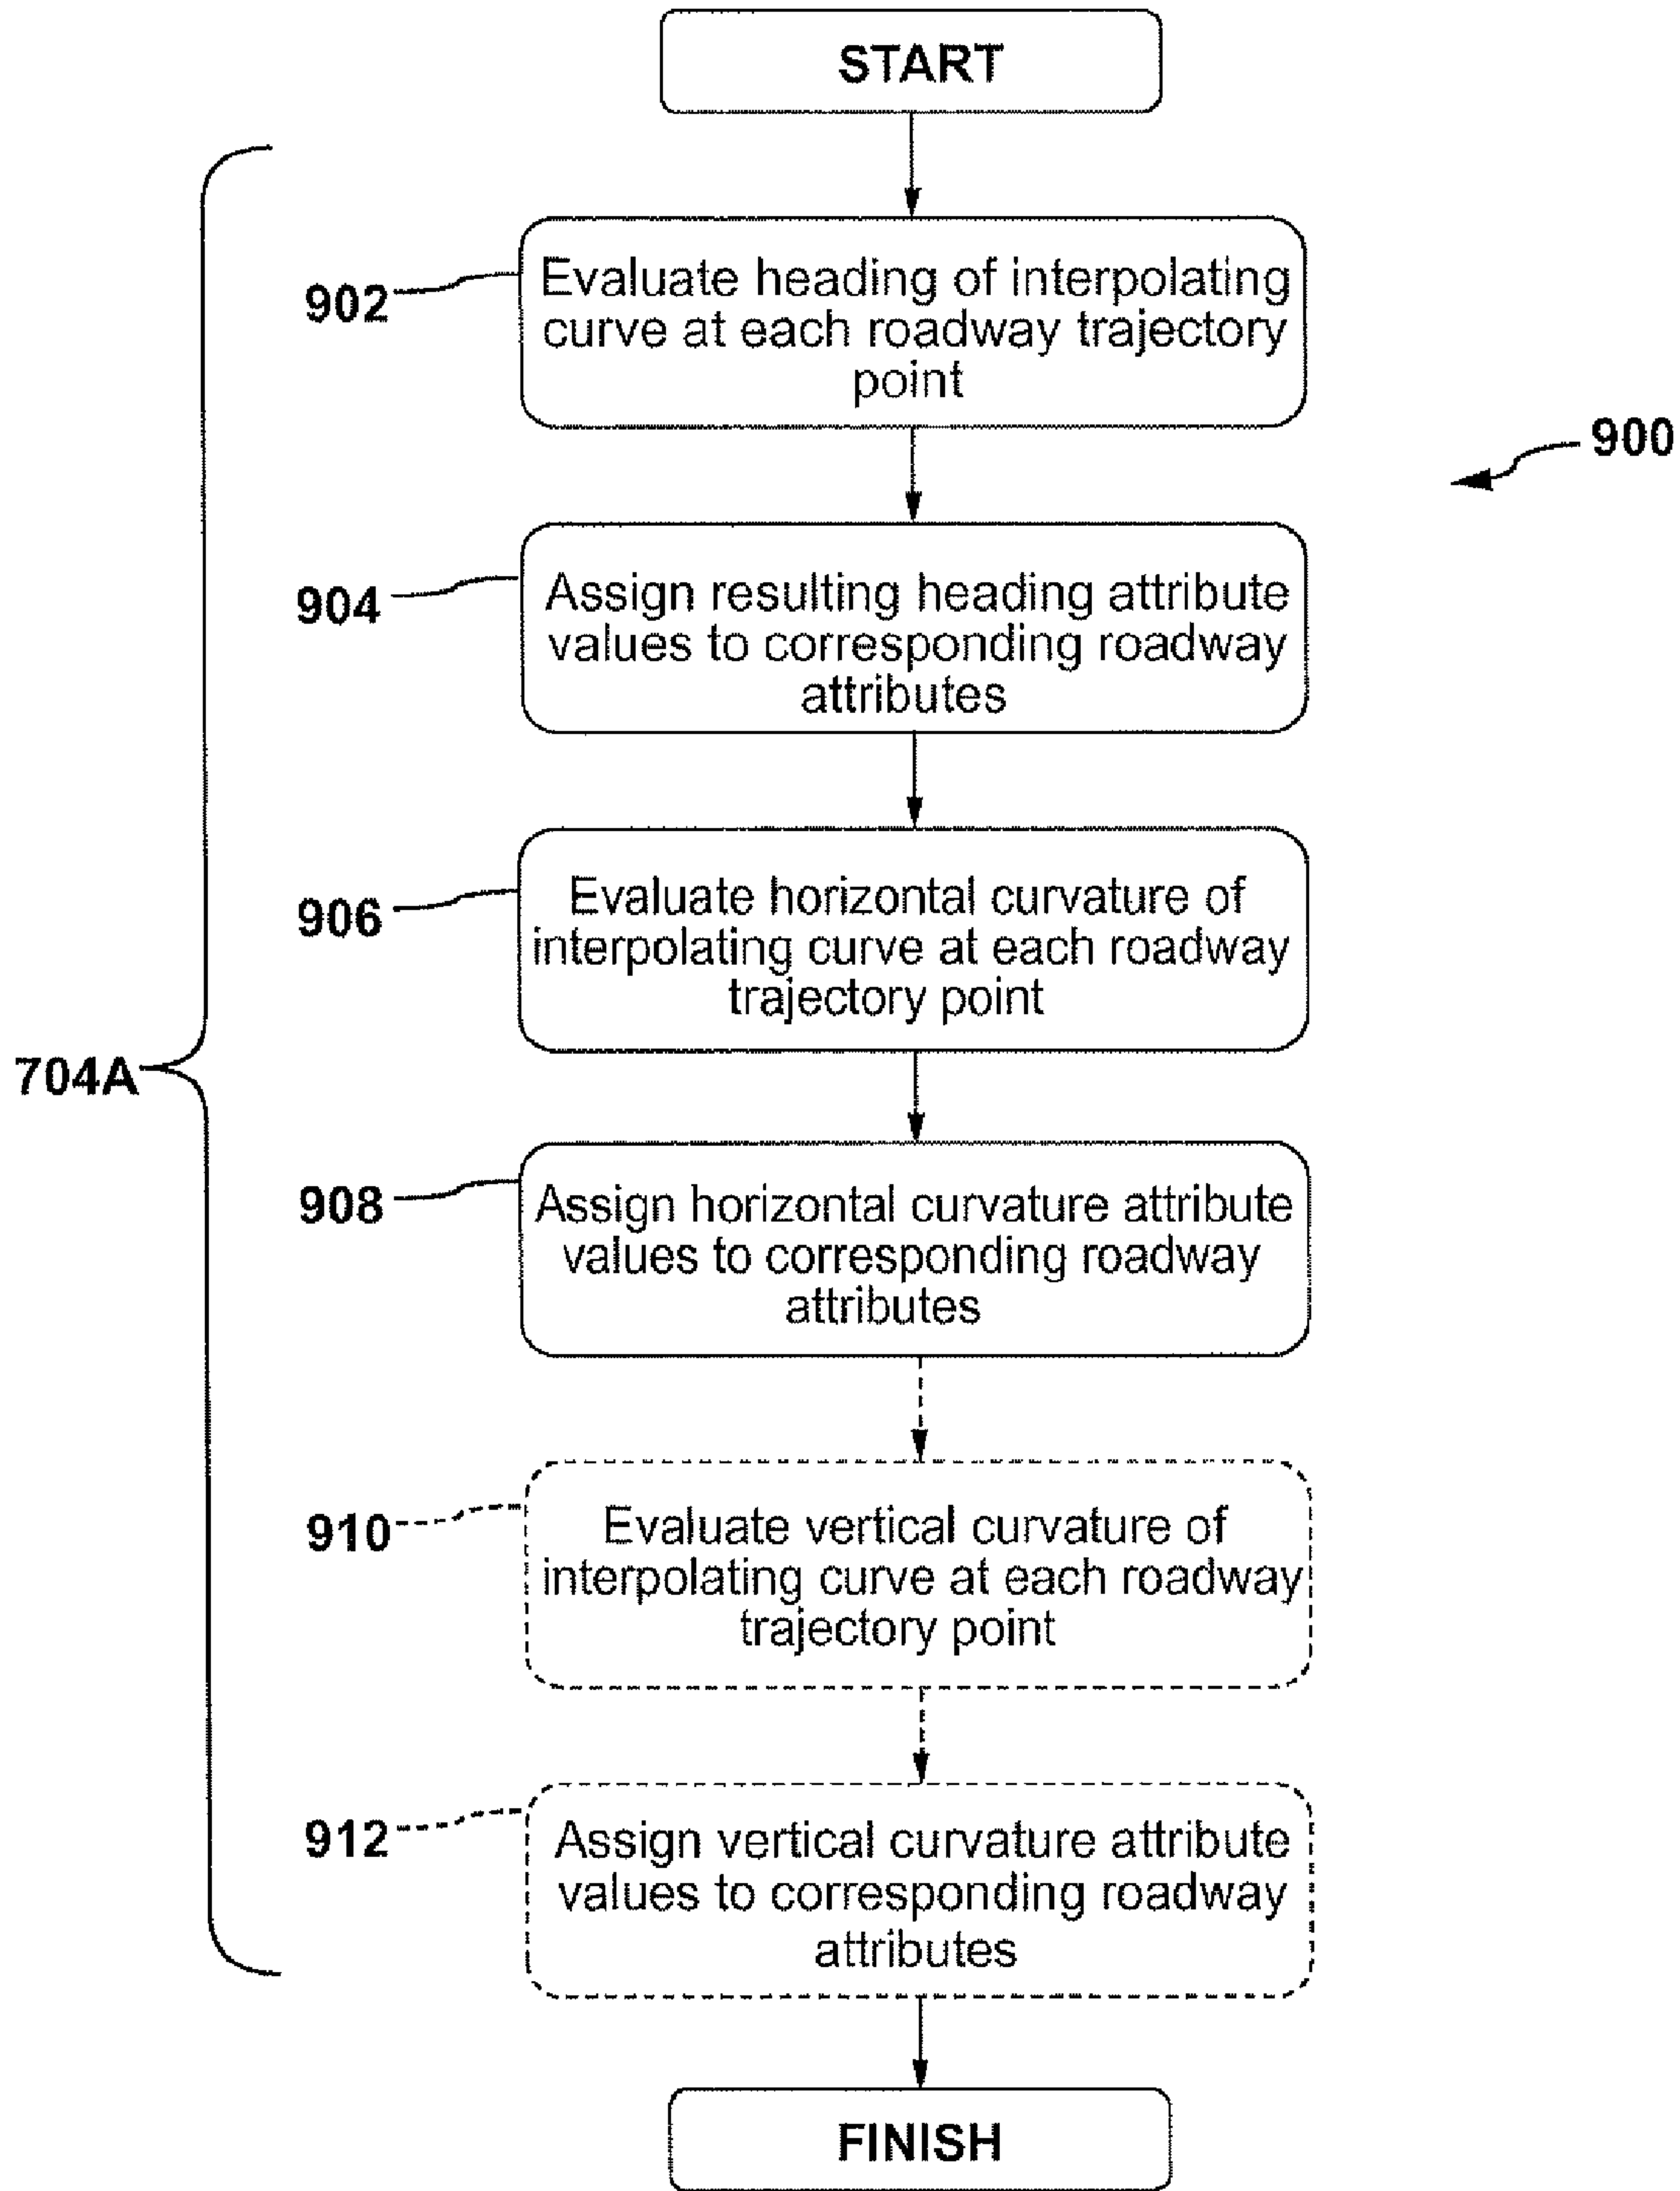 START
902
Evaluate heading of interpolating
curve at each roadway trajectory
point
900
904
Assign resulting heading attribute
values to corresponding roadway
attributes
906
Evaluate horizontal curvature of
interpolating curve at each roadway
trajectory point
704A
908
Assign horizontal curvature attribute
values to corresponding roadway
attributes
910
Evaluate vertical curvature of
interpolating curve at each roadway
trajectory point
912
Assign vertical curvature attribute
values to corresponding roadway
attributes
FINISH